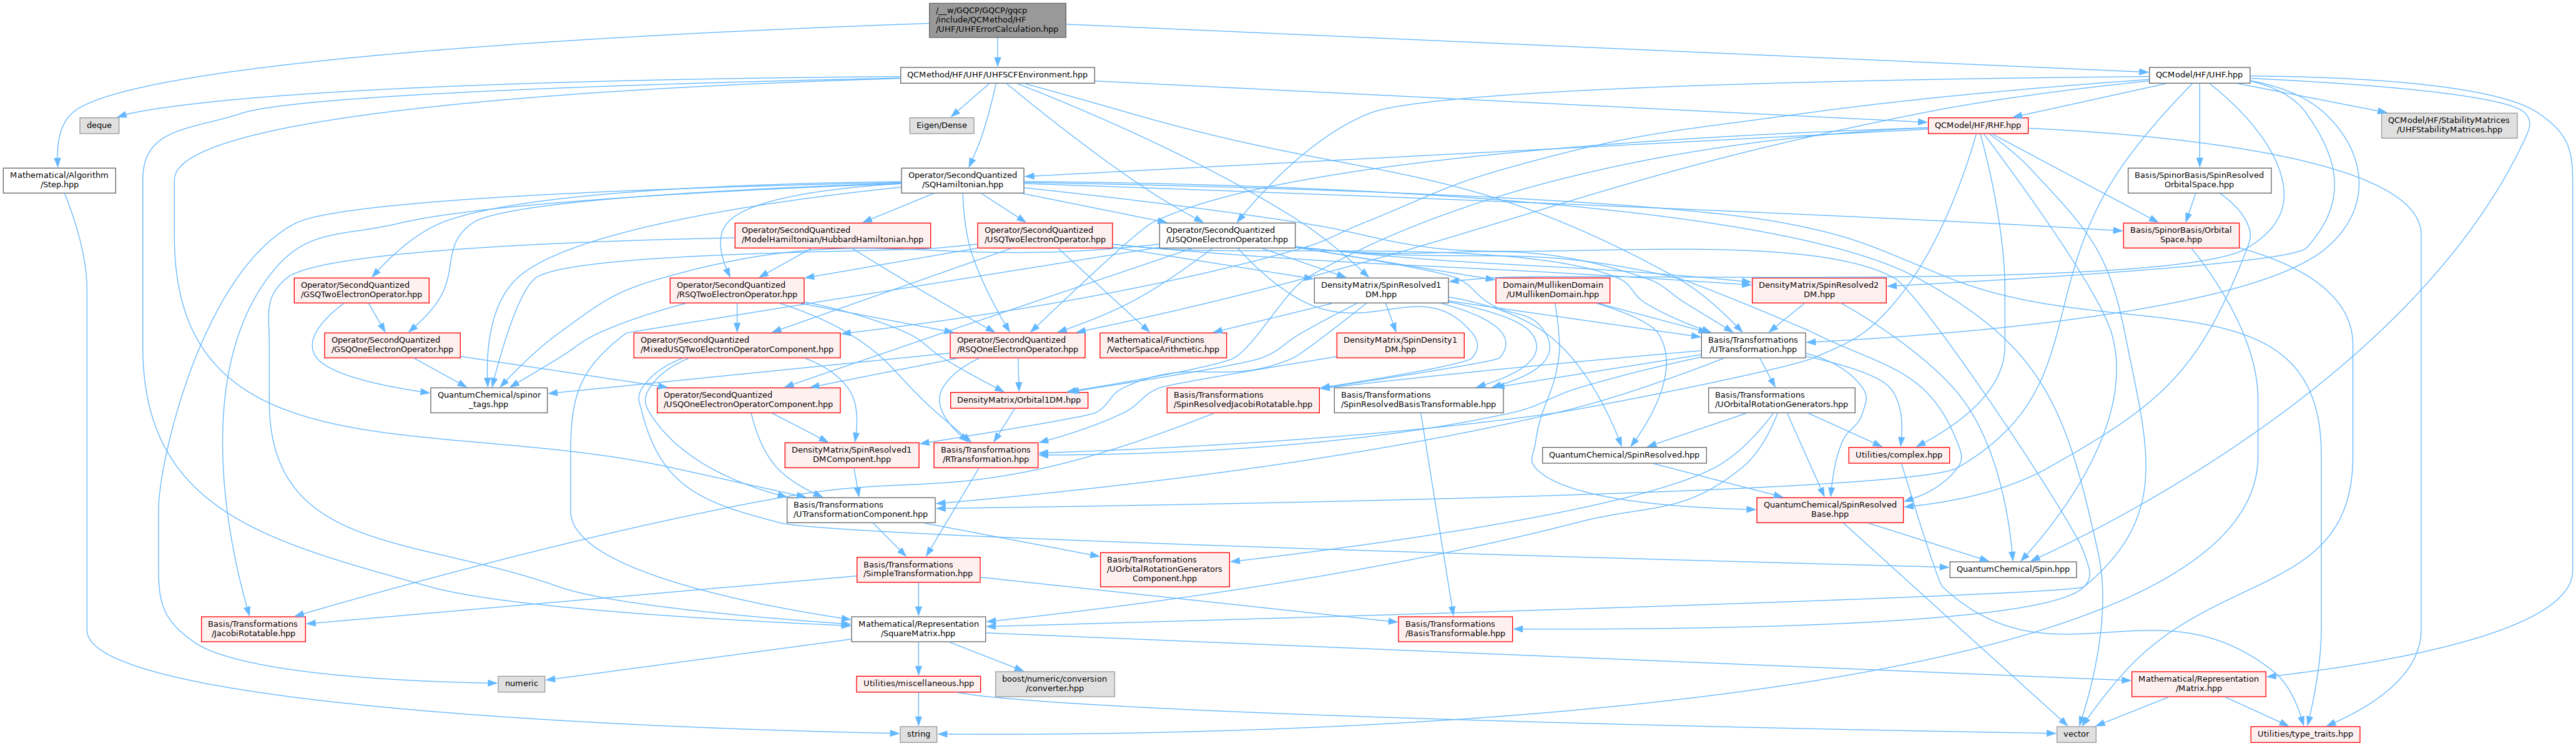 /__w/GQCP/GQCP/gqcp
/include/QCMethod/HF
/UHF/UHFErrorCalculation.hpp
QCMethod/HF/UHF/UHFSCFEnvironment.hpp
QCModel/HF/UHF.hpp
deque
Eigen/Dense
QCModel/HF/RHF.hpp
QCModel/HF/StabilityMatrices
/UHFStabilityMatrices.hpp
Mathematical/Algorithm
/Step.hpp
Operator/SecondQuantized
/SQHamiltonian.hpp
Basis/SpinorBasis/SpinResolved
OrbitalSpace.hpp
Operator/SecondQuantized
/ModelHamiltonian/HubbardHamiltonian.hpp
Operator/SecondQuantized
/USQTwoElectronOperator.hpp
Operator/SecondQuantized
/USQOneElectronOperator.hpp
Basis/SpinorBasis/Orbital
Space.hpp
Operator/SecondQuantized
/GSQTwoElectronOperator.hpp
Operator/SecondQuantized
/RSQTwoElectronOperator.hpp
DensityMatrix/SpinResolved1
DM.hpp
Domain/MullikenDomain
/UMullikenDomain.hpp
DensityMatrix/SpinResolved2
DM.hpp
Operator/SecondQuantized
/GSQOneElectronOperator.hpp
Operator/SecondQuantized
/MixedUSQTwoElectronOperatorComponent.hpp
Operator/SecondQuantized
/RSQOneElectronOperator.hpp
Mathematical/Functions
/VectorSpaceArithmetic.hpp
DensityMatrix/SpinDensity1
DM.hpp
Basis/Transformations
/UTransformation.hpp
QuantumChemical/spinor
_tags.hpp
Operator/SecondQuantized
/USQOneElectronOperatorComponent.hpp
DensityMatrix/Orbital1DM.hpp
Basis/Transformations
/SpinResolvedJacobiRotatable.hpp
Basis/Transformations
/SpinResolvedBasisTransformable.hpp
Basis/Transformations
/UOrbitalRotationGenerators.hpp
DensityMatrix/SpinResolved1
DMComponent.hpp
Basis/Transformations
/RTransformation.hpp
QuantumChemical/SpinResolved.hpp
Utilities/complex.hpp
Basis/Transformations
/UTransformationComponent.hpp
QuantumChemical/SpinResolved
Base.hpp
Basis/Transformations
/SimpleTransformation.hpp
Basis/Transformations
/UOrbitalRotationGenerators
Component.hpp
QuantumChemical/Spin.hpp
Basis/Transformations
/JacobiRotatable.hpp
Mathematical/Representation
/SquareMatrix.hpp
Basis/Transformations
/BasisTransformable.hpp
numeric
Utilities/miscellaneous.hpp
boost/numeric/conversion
/converter.hpp
Mathematical/Representation
/Matrix.hpp
string
vector
Utilities/type_traits.hpp